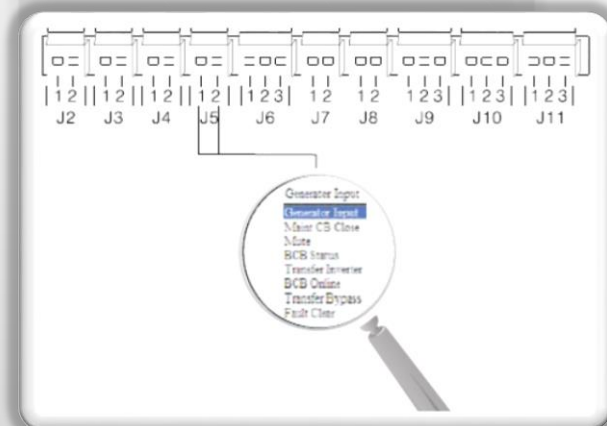 1 2 1 2 1 2 1 2 1 2 3 1 2 1 2 1 2 3 1 2 3 1 2 3
J2 J3 J4 J5 J6 J7 J8 J9 J10 J11
Generator Input
Generator Input
Maint CB Close
Mute
BCB Status
Transfer Inverter
BCB Online
Transfer Bypass
Fault Clear